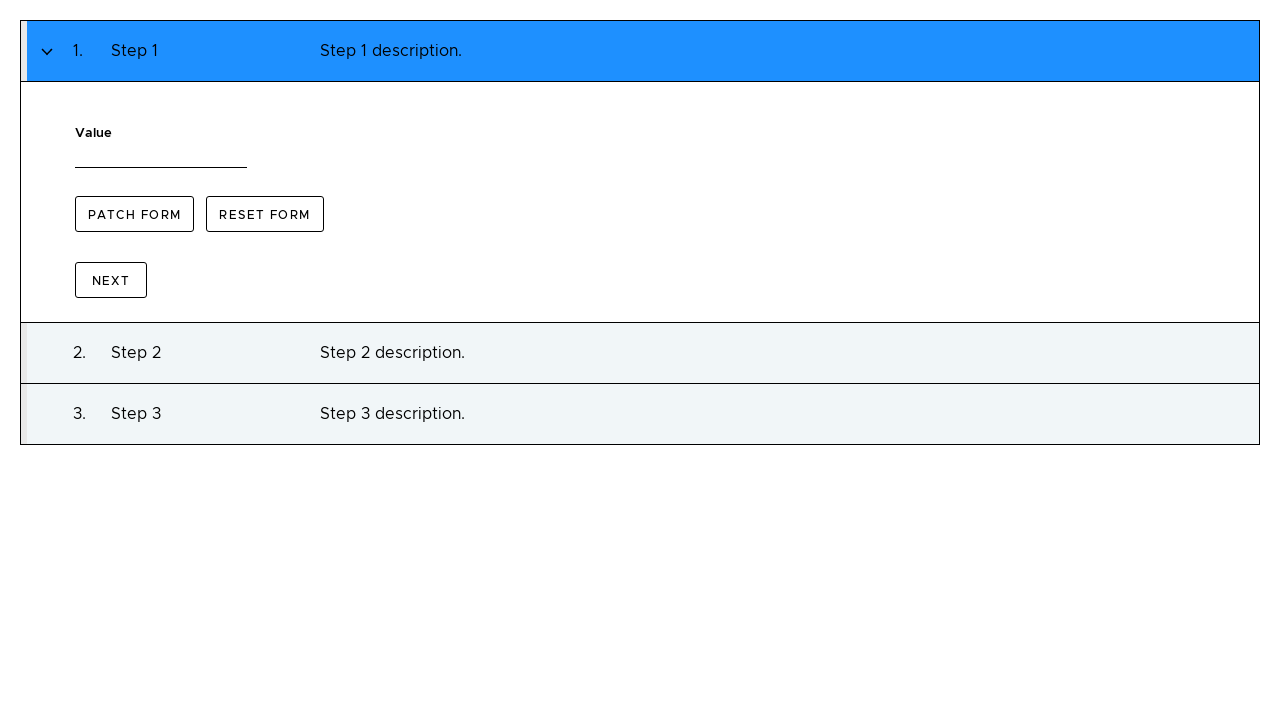 1. Step 1 Step 1 description.
Value
PATCH FORM RESET FORM
NEXT
2. Step 2 Step 2 description.
3. Step 3 Step 3 description.